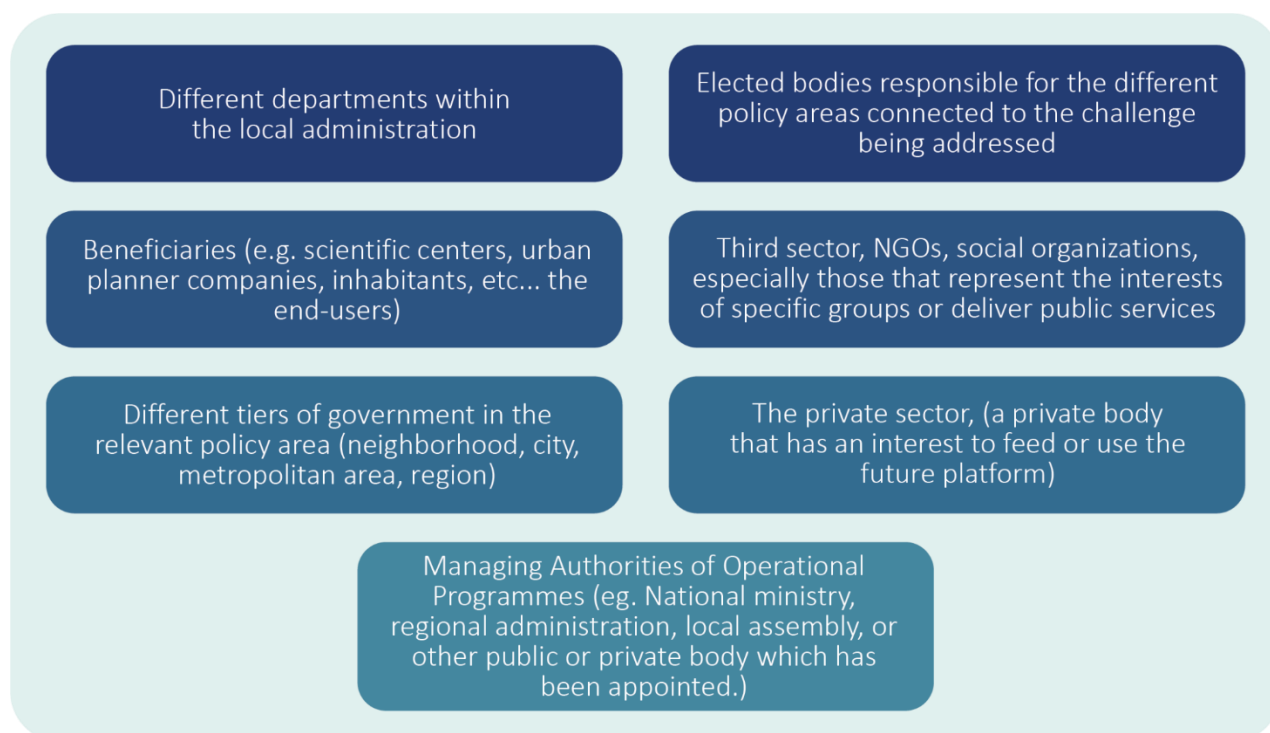 Different departments within
the local administration
Elected bodies responsible for the different
policy areas connected to the challenge
being addressed
Beneficiaries (e.g. scientific centers, urban
planner companies, inhabitants, etc... the
end-users)
Third sector, NGOs, social organizations,
especially those that represent the interests
of specific groups or deliver public services
Different tiers of government in the
relevant policy area (neighborhood, city,
metropolitan area, region)
The private sector, (a private body
that has an interest to feed or use the
future platform)
Managing Authorities of Operational
Programmes (eg. National ministry,
regional administration, local assembly, or
other public or private body which has
been appointed.)